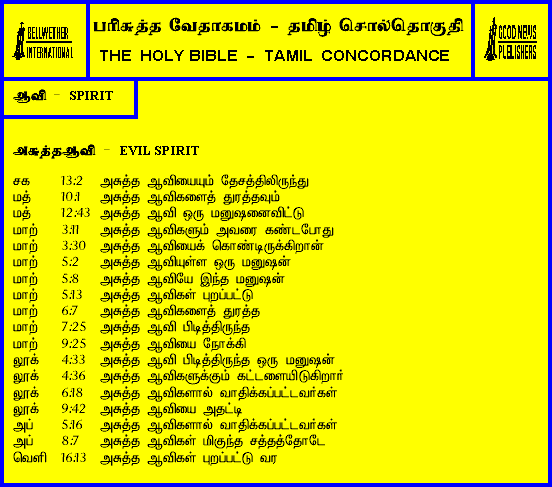 BELLWETHER INTERNATIONAL
பரிசுத்த வேதாகமம் - தமிழ் சொல்தொகுதி
THE HOLY BIBLE - TAMIL CONCORDANCE
GOOD NEWS PUBLISHERS
ஆவி - SPIRIT
அசுத்தஆவி - EVIL SPIRIT
சக 13:2 அசுத்த ஆவியையும் தேசத்திலிருந்து
மத் 10:1 அசுத்த ஆவிகளைத் துரத்தவும்
மத் 12:43 அசுத்த ஆவி ஒரு மனுஷனைவிட்டு
மாற் 3:11 அசுத்த ஆவிகளும் அவரை கண்டபோது
மாற் 3:30 அசுத்த ஆவியைக் கொண்டிருக்கிறான்
மாற் 5:2 அசுத்த ஆவியுள்ள ஒரு மனுஷன்
மாற் 5:8 அசுத்த ஆவியே இந்த மனுஷன்
மாற் 5:13 அசுத்த ஆவிகள் புறப்பட்டு
மாற் 6:7 அசுத்த ஆவிகளைத் துரத்த
மாற் 7:25 அசுத்த ஆவி பிடித்திருந்த
மாற் 9:25 அசுத்த ஆவியை நோக்கி
லூக் 4:33 அசுத்த ஆவி பிடித்திருந்த ஒரு மனுஷன்
லூக் 4:36 அசுத்த ஆவிகளுக்கும் கட்டளையிடுகிறார்
லூக் 6:18 அசுத்த ஆவிகளால் வாதிக்கப்பட்டவர்கள்
லூக் 9:42 அசுத்த ஆவியை அதட்டி
அப் 5:16 அசுத்த ஆவிகளால் வாதிக்கப்பட்டவர்கள்
அப் 8:7 அசுத்த ஆவிகள் மிகுந்த சத்தத்தோடே
வெளி 16:13 அசுத்த ஆவிகள் புறப்பட்டு வர